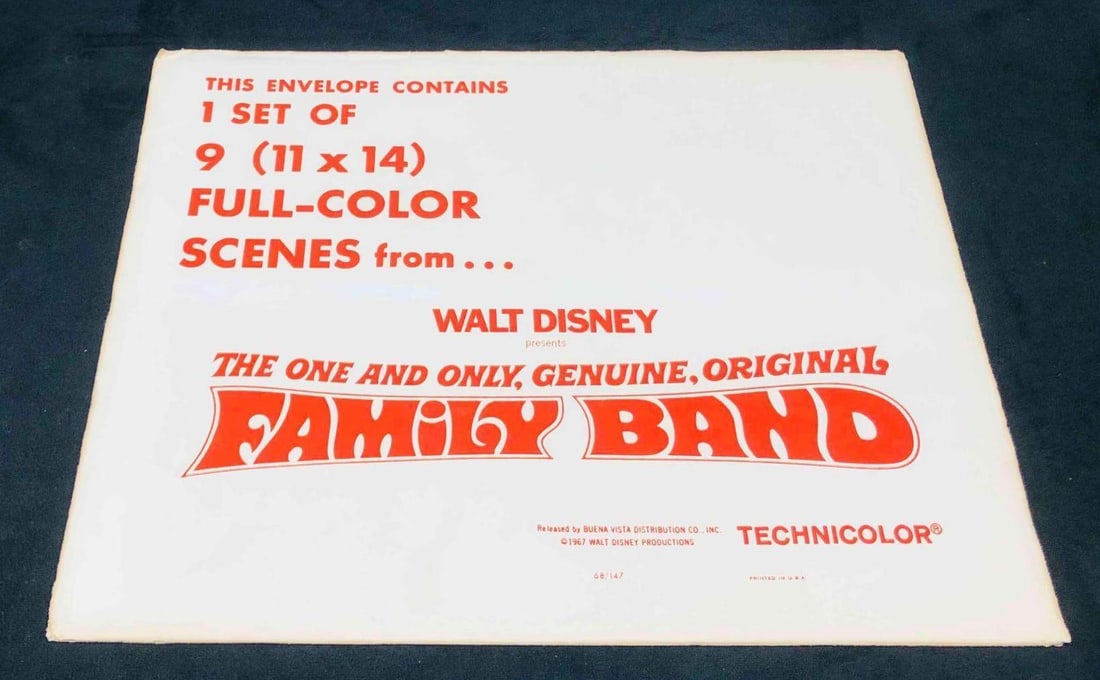 THIS ENVELOPE CONTAINS
1 SET OF
9 (11 x 14)
FULL-COLOR
SCENES from...
WALT DISNEY
presents
THE ONE AND ONLY, GENUINE, ORIGINAL
FAMiLY BAND
Released by BUENA VISTA DISTRIBUTION CO., INC.
©1967 WALT DISNEY PRODUCTIONS
TECHNICOLOR®
68/147
PRINTED IN U.S.A.